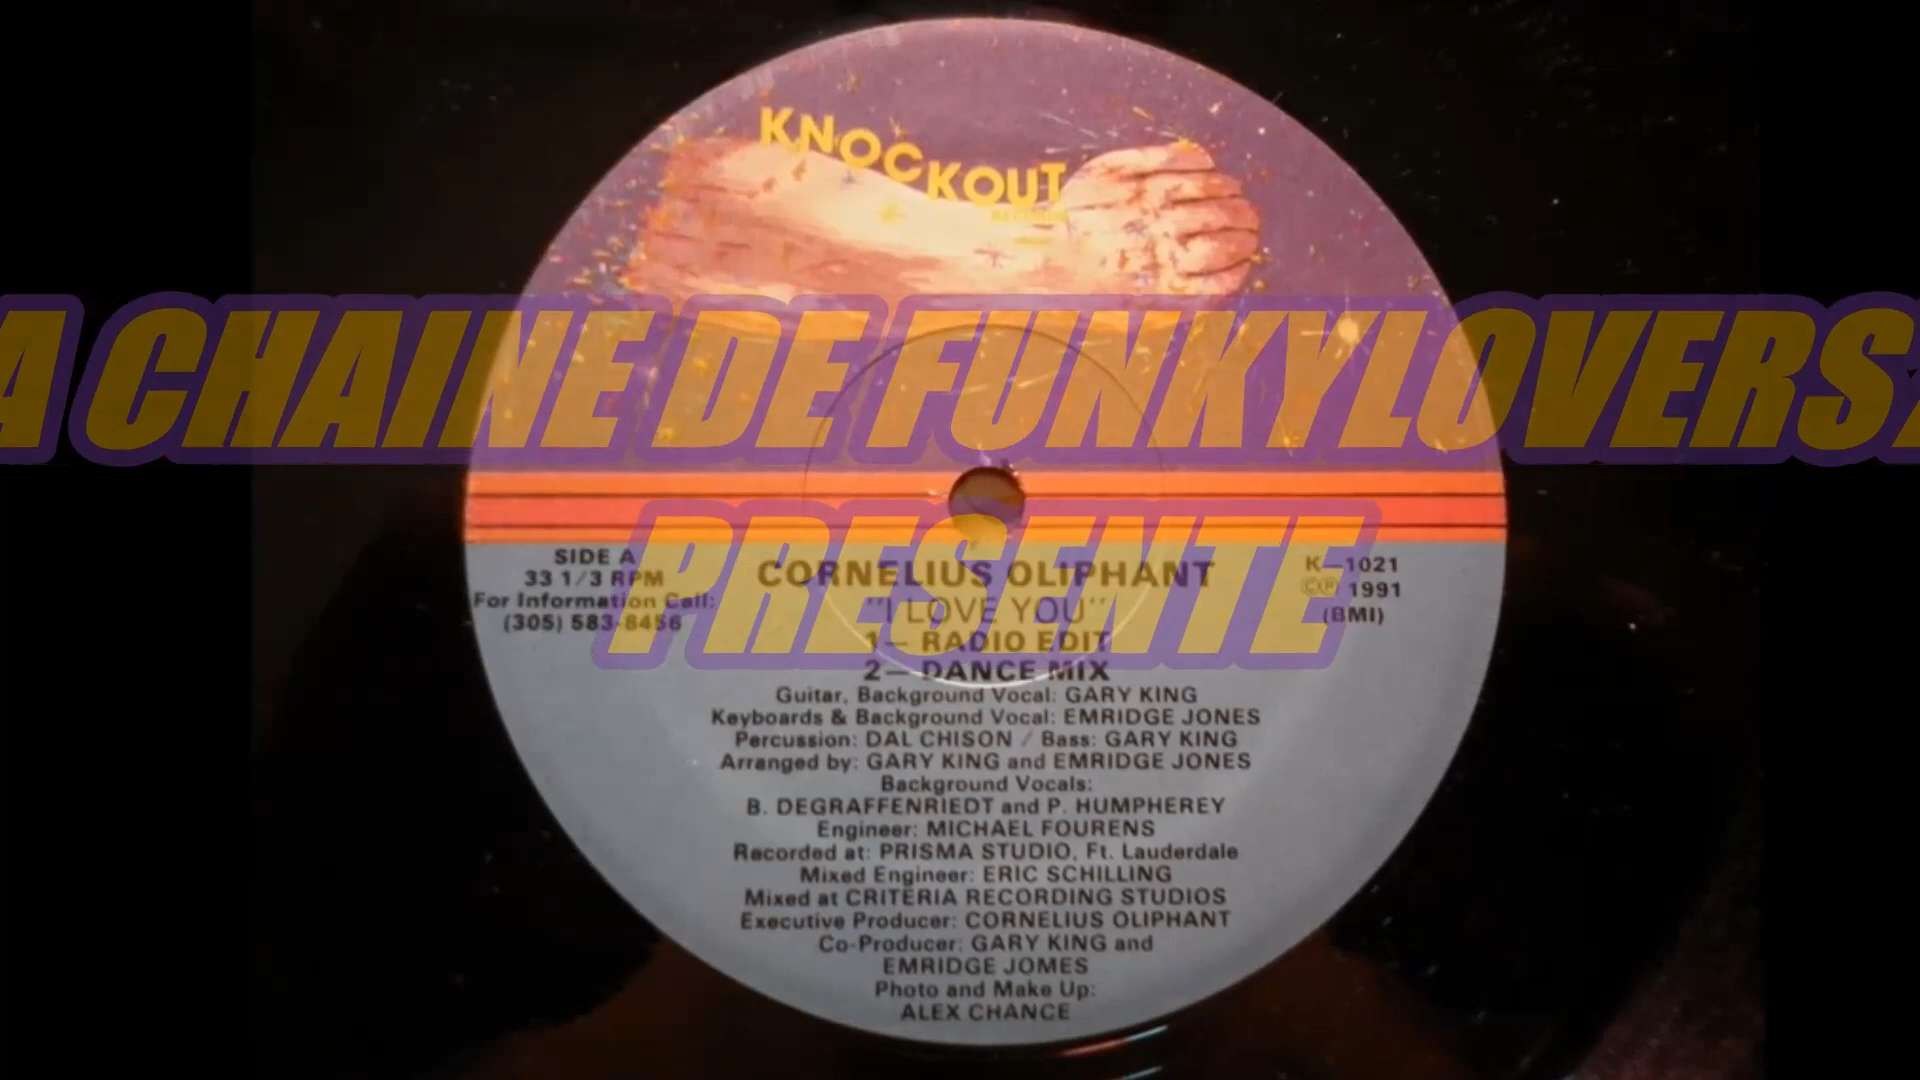 KNOCKOUT
RECORDS
A CHAINE DE FUNKYLOVERS
PRESENTE
SIDE A
33 1/3 RPM
For Information Call:
(305) 583-8456
CORNELIUS OLIPHANT
"I LOVE YOU"
1— RADIO EDIT
2— DANCE MIX
K—1021
©℗ 1991
(BMI)
Guitar, Background Vocal: GARY KING
Keyboards & Background Vocal: EMRIDGE JONES
Percussion: DAL CHISON / Bass: GARY KING
Arranged by: GARY KING and EMRIDGE JONES
Background Vocals:
B. DEGRAFFENRIEDT and P. HUMPHEREY
Engineer: MICHAEL FOURENS
Recorded at: PRISMA STUDIO, Ft. Lauderdale
Mixed Engineer: ERIC SCHILLING
Mixed at CRITERIA RECORDING STUDIOS
Executive Producer: CORNELIUS OLIPHANT
Co-Producer: GARY KING and
EMRIDGE JOMES
Photo and Make Up:
ALEX CHANCE